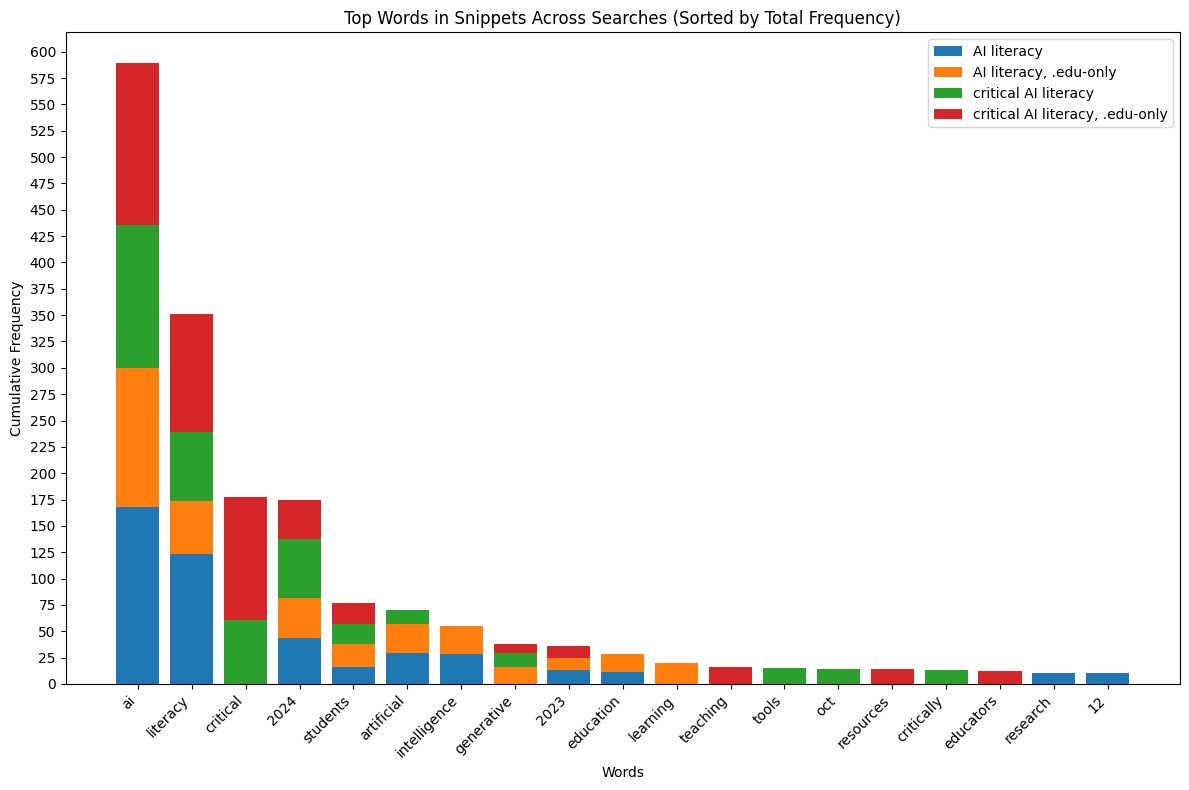 Top Words in Snippets Across Searches (Sorted by Total Frequency)
AI literacy
AI literacy, .edu-only
critical AI literacy
critical AI literacy, .edu-only
Cumulative Frequency
600
575
550
525
500
475
450
425
400
375
350
325
300
275
250
225
200
175
150
125
100
75
50
25
0
ai
literacy
critical
2024
students
artificial
intelligence
generative
2023
education
learning
teaching
tools
oct
resources
critically
educators
research
12
Words